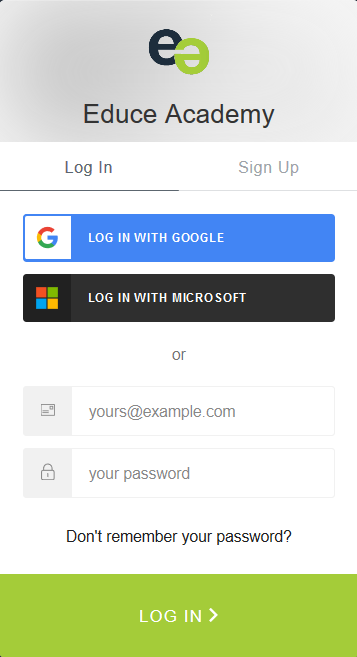 ee
Educe Academy
Log In
Sign Up
LOG IN WITH GOOGLE
LOG IN WITH MICROSOFT
or
yours@example.com
your password
Don't remember your password?
LOG IN